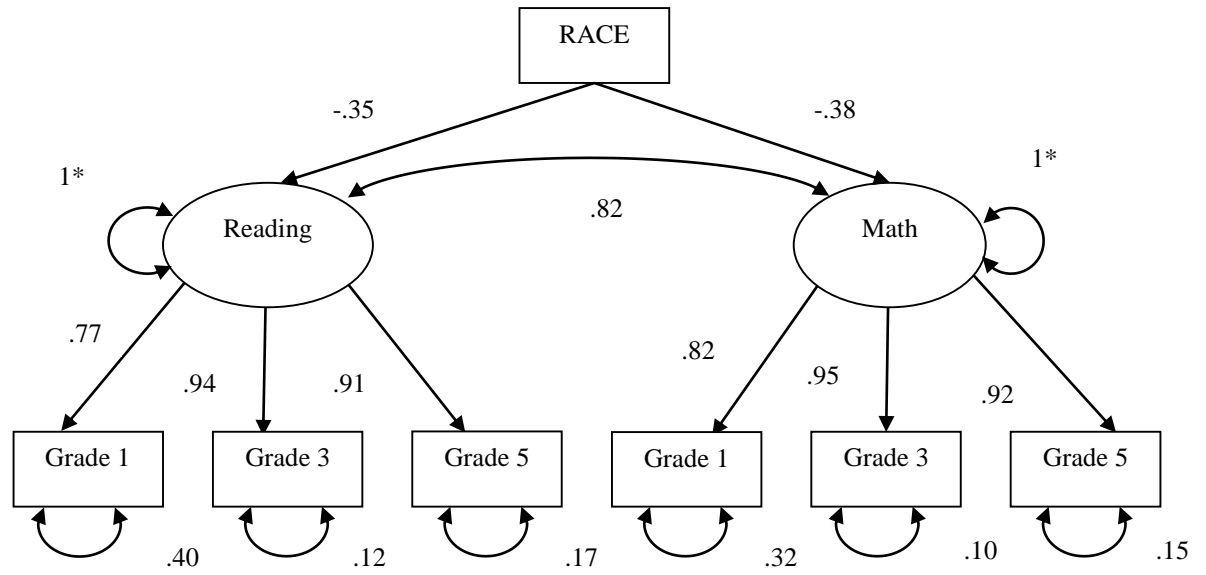 RACE
-.35
-.38
1*
1*
.82
Reading
Math
.77
.94
.91
.82
.95
.92
Grade 1
Grade 3
Grade 5
Grade 1
Grade 3
Grade 5
.40
.12
.17
.32
.10
.15